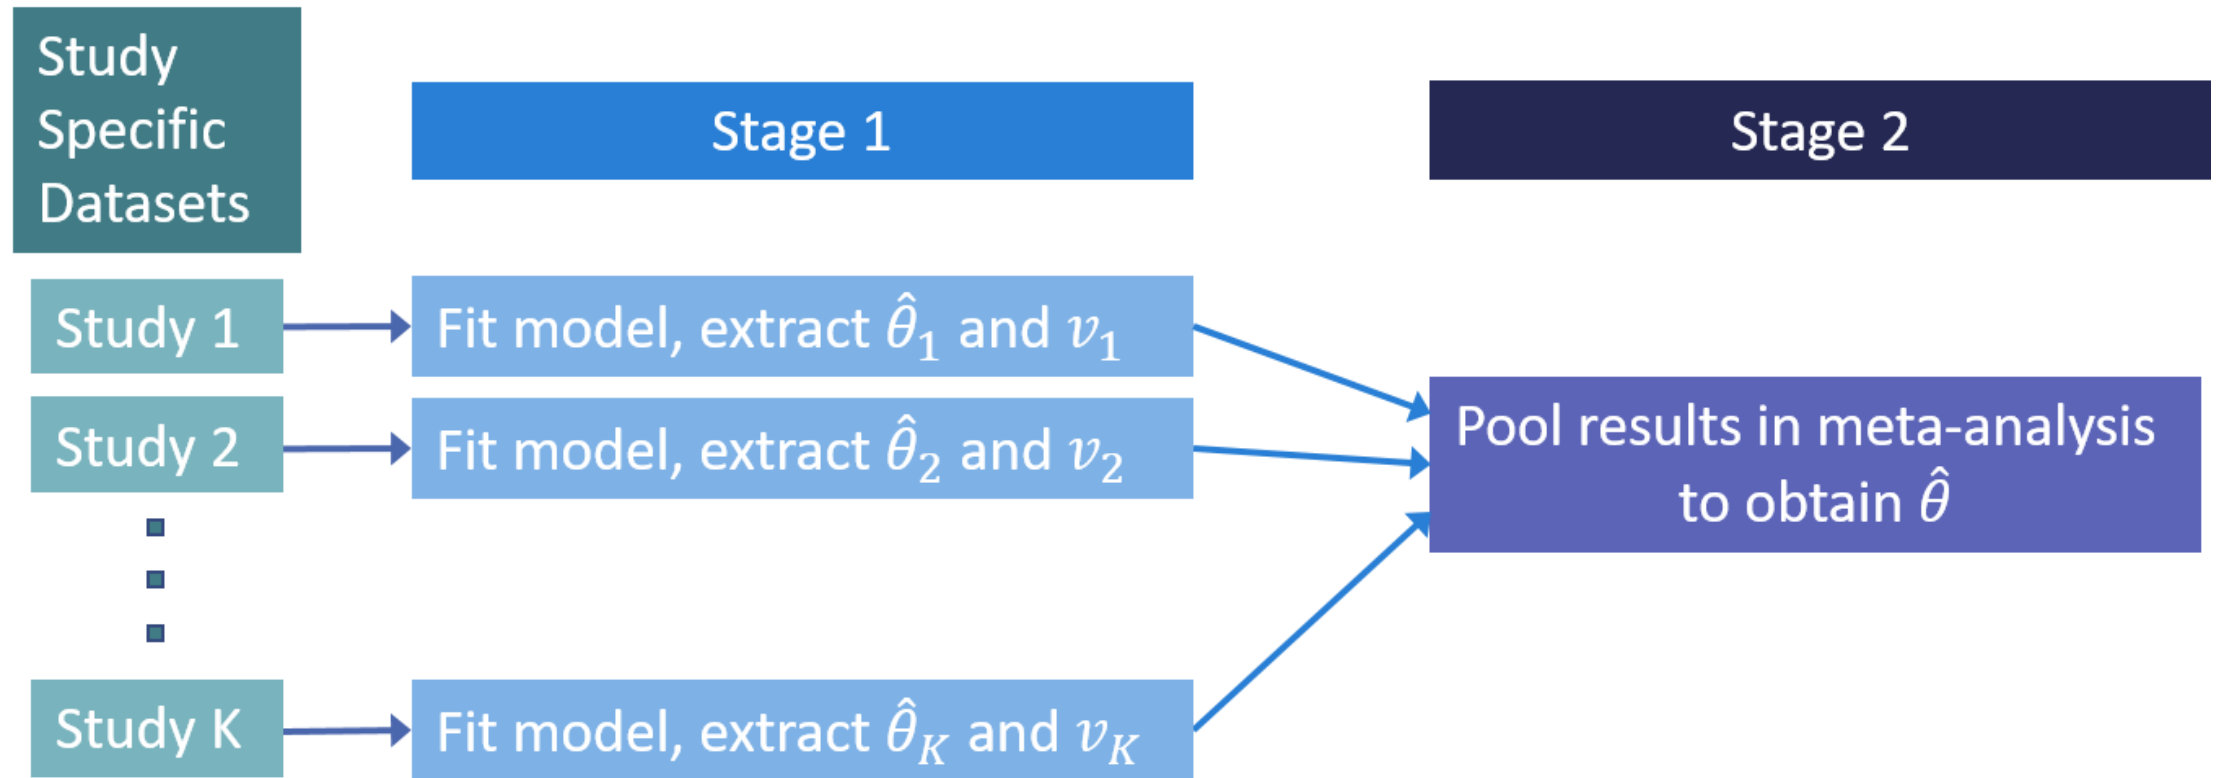 Study
Specific
Datasets
Stage 1
Stage 2
Study 1
Fit model, extract θ̂₁ and v₁
Study 2
Fit model, extract θ̂₂ and v₂
Pool results in meta-analysis
to obtain θ̂
Study K
Fit model, extract θ̂_K and v_K